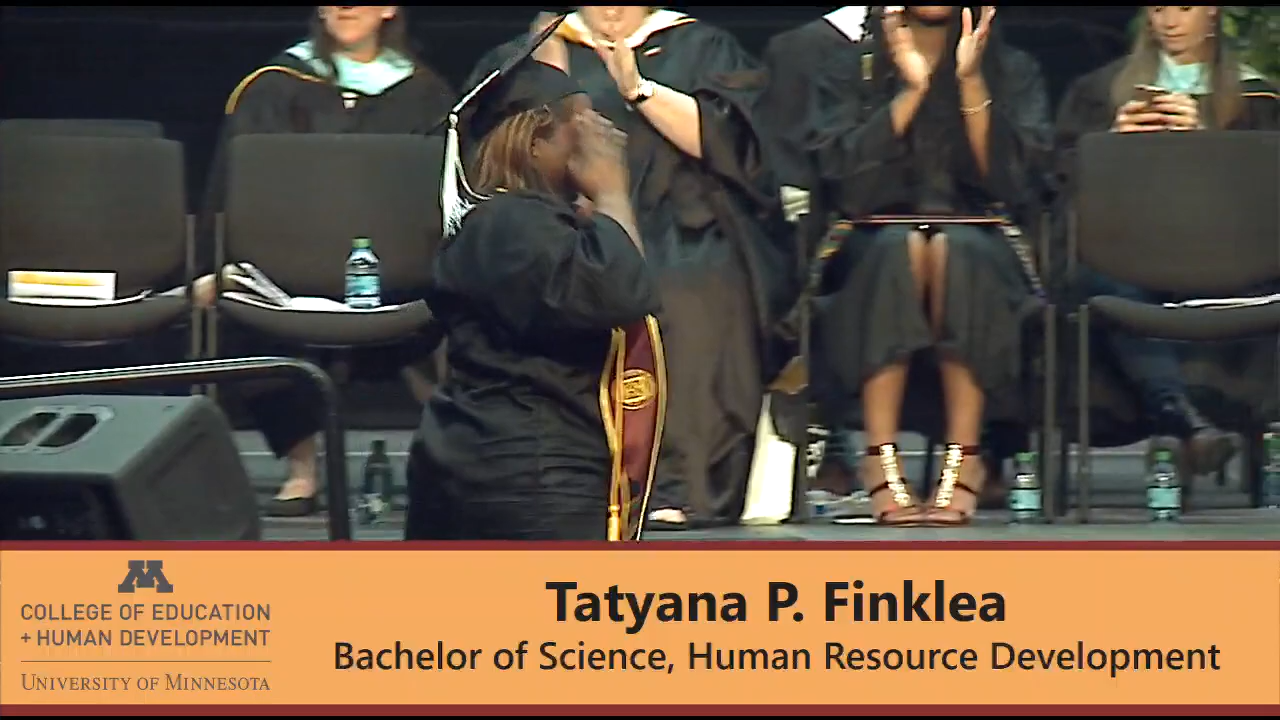 COLLEGE OF EDUCATION
+ HUMAN DEVELOPMENT
UNIVERSITY OF MINNESOTA
Tatyana P. Finklea
Bachelor of Science, Human Resource Development